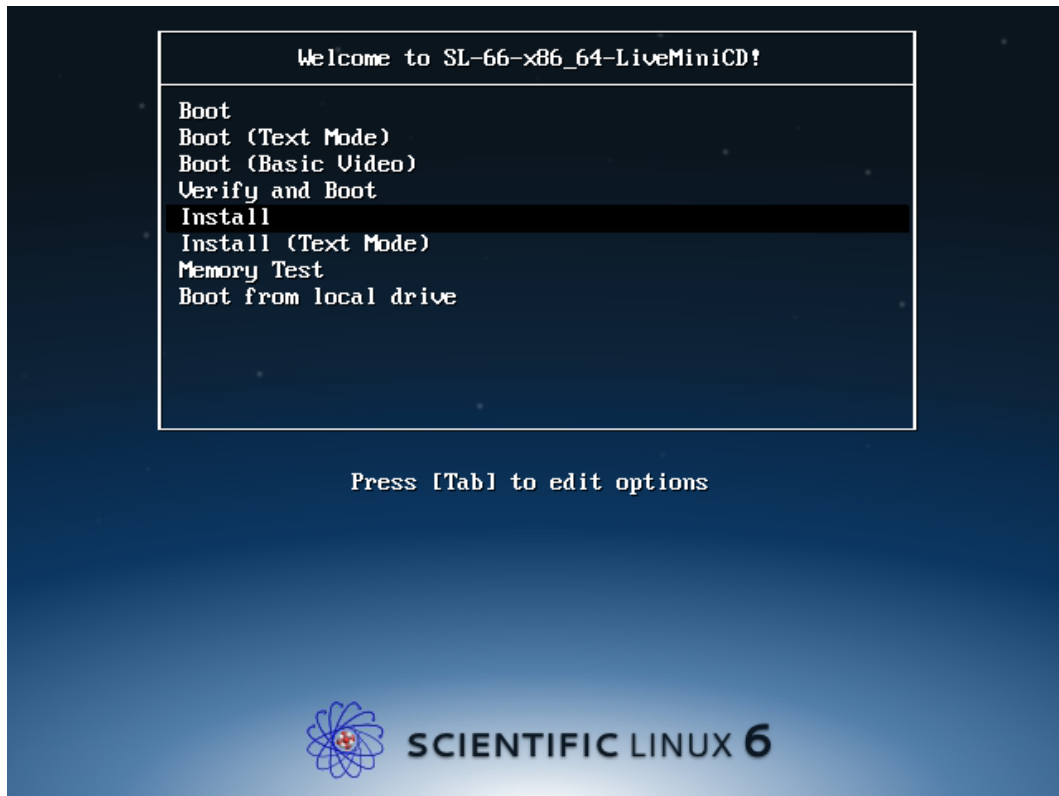 Welcome to SL-66-x86_64-LiveMiniCD!
Boot
Boot (Text Mode)
Boot (Basic Video)
Verify and Boot
Install
Install (Text Mode)
Memory Test
Boot from local drive
Press [Tab] to edit options
SCIENTIFIC LINUX 6